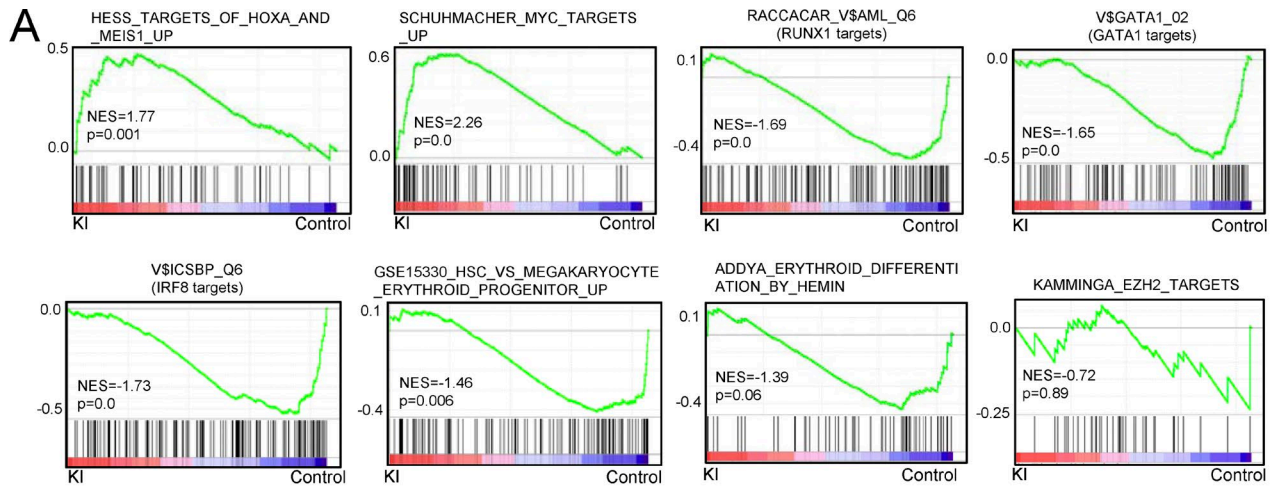 A
HESS_TARGETS_OF_HOXA_AND
_MEIS1_UP
0.5
0.0
NES=1.77
p=0.001
KI
Control
SCHUHMACHER_MYC_TARGETS
_UP
0.6
0.0
NES=2.26
p=0.0
KI
Control
RACCACAR_V$AML_Q6
(RUNX1 targets)
0.1
-0.4
NES=-1.69
p=0.0
KI
Control
V$GATA1_02
(GATA1 targets)
0.0
-0.5
NES=-1.65
p=0.0
KI
Control
V$ICSBP_Q6
(IRF8 targets)
0.0
-0.5
NES=-1.73
p=0.0
KI
Control
GSE15330_HSC_VS_MEGAKARYOCYTE
_ERYTHROID_PROGENITOR_UP
0.1
-0.4
NES=-1.46
p=0.006
KI
Control
ADDYA_ERYTHROID_DIFFERENTI
ATION_BY_HEMIN
0.1
-0.4
NES=-1.39
p=0.06
KI
Control
KAMMINGA_EZH2_TARGETS
0.0
-0.25
NES=-0.72
p=0.89
KI
Control